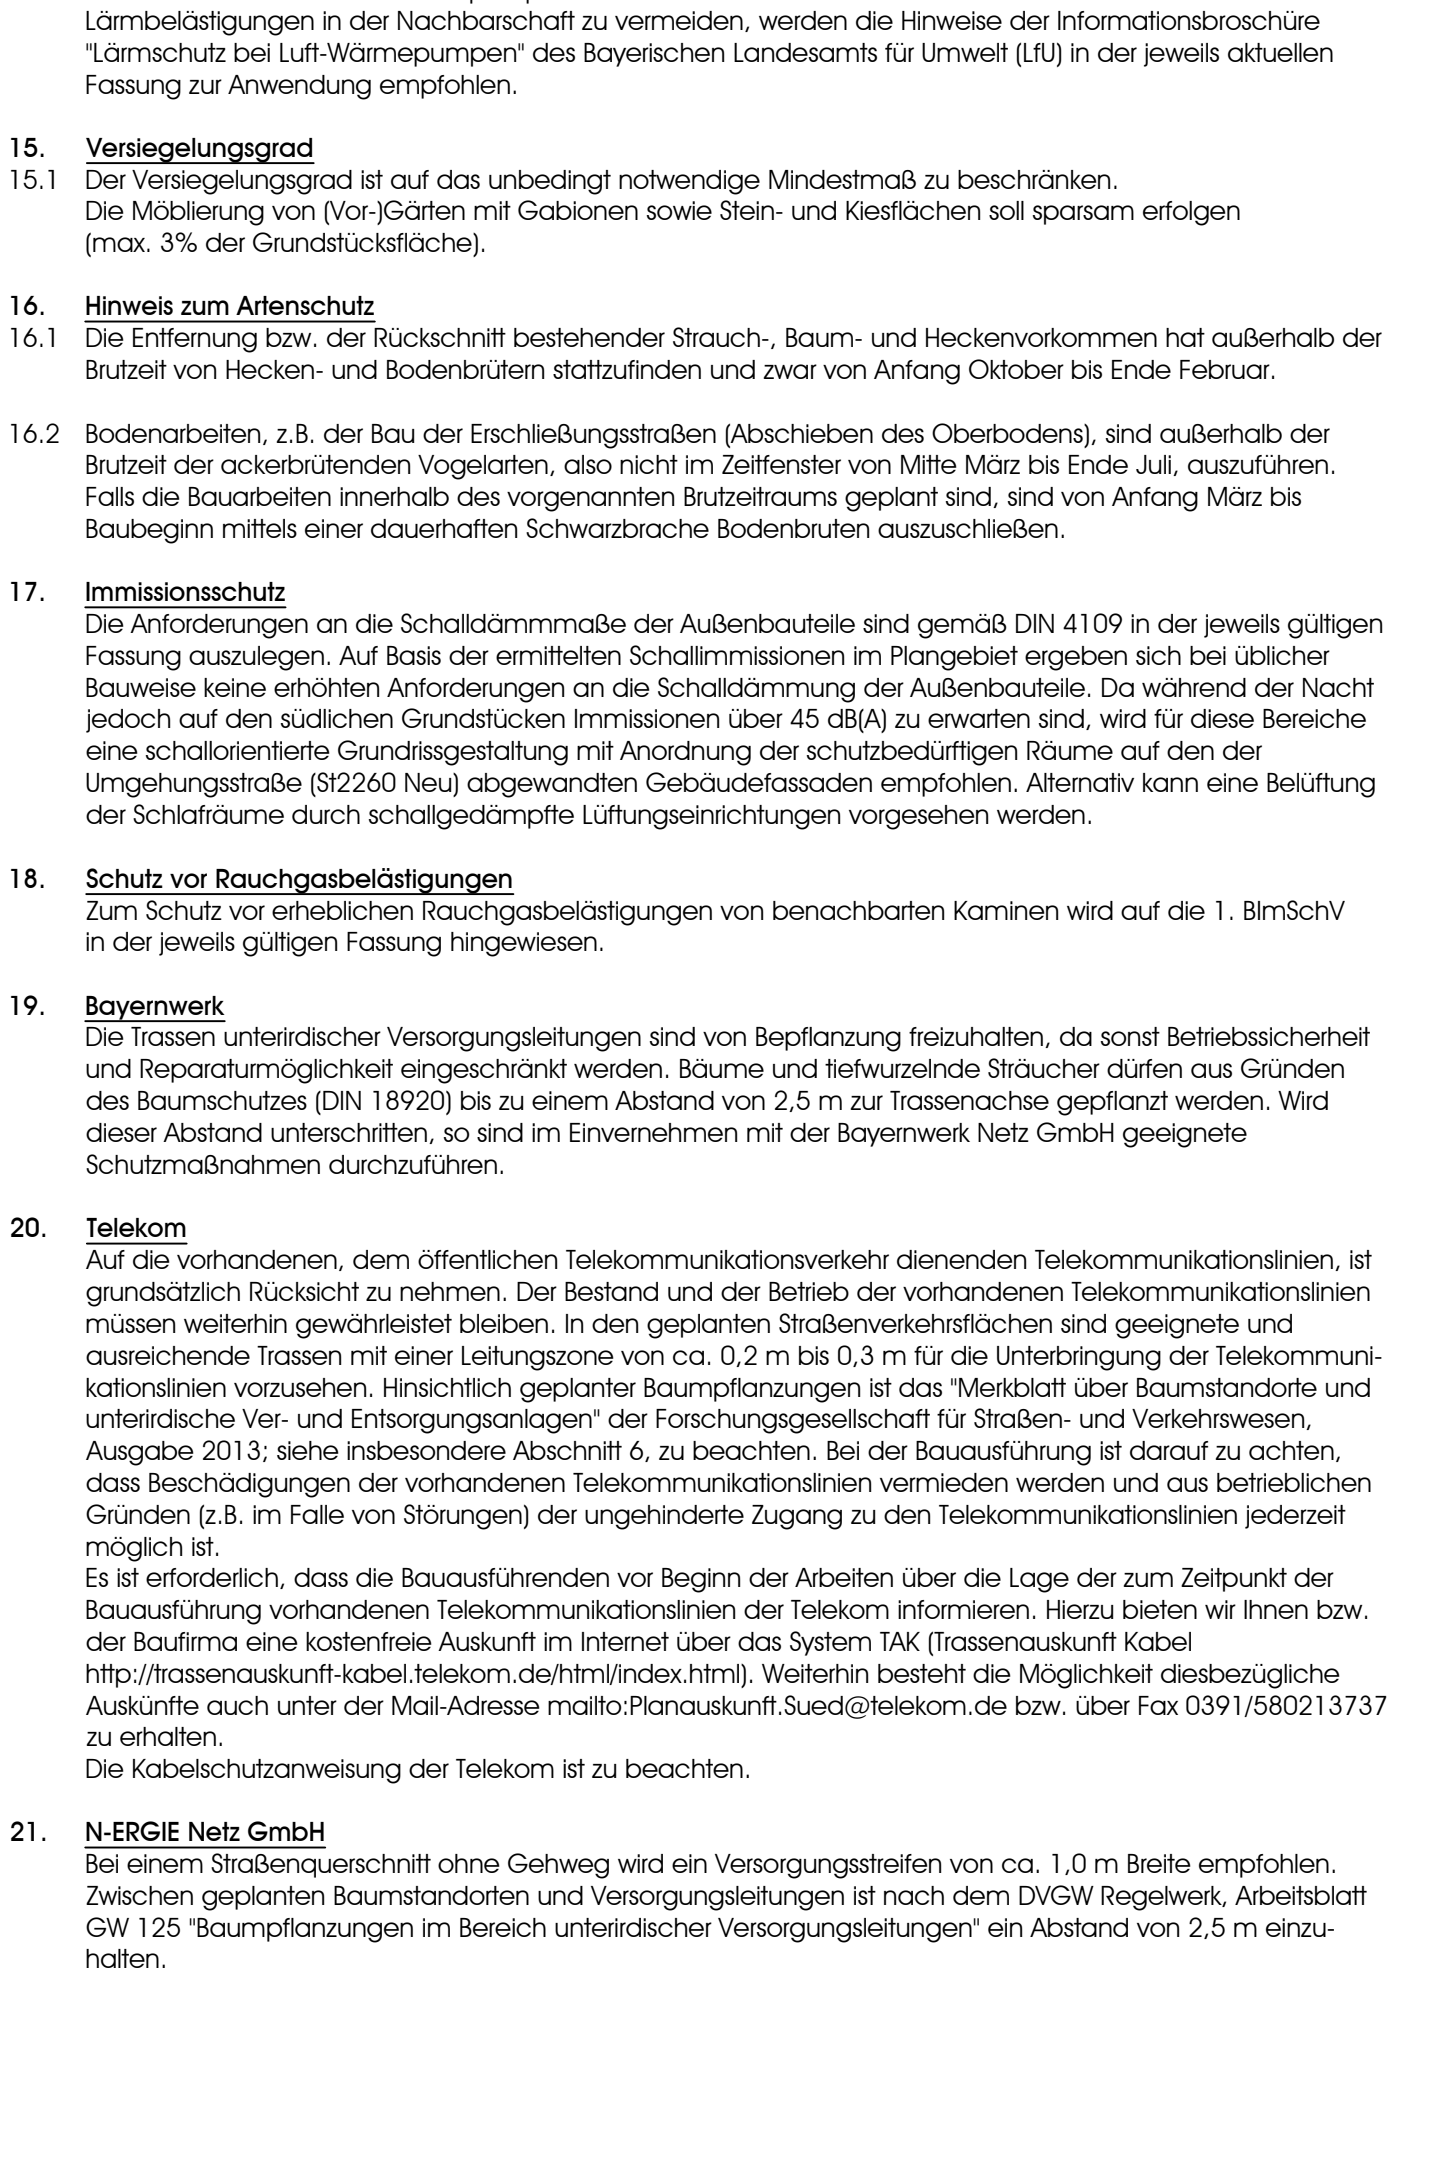 Lärmbelästigungen in der Nachbarschaft zu vermeiden, werden die Hinweise der Informationsbroschüre
"Lärmschutz bei Luft-Wärmepumpen" des Bayerischen Landesamts für Umwelt (LfU) in der jeweils aktuellen
Fassung zur Anwendung empfohlen.
15. Versiegelungsgrad
15.1 Der Versiegelungsgrad ist auf das unbedingt notwendige Mindestmaß zu beschränken.
Die Möblierung von (Vor-)Gärten mit Gabionen sowie Stein- und Kiesflächen soll sparsam erfolgen
(max. 3% der Grundstücksfläche).
16. Hinweis zum Artenschutz
16.1 Die Entfernung bzw. der Rückschnitt bestehender Strauch-, Baum- und Heckenvorkommen hat außerhalb der
Brutzeit von Hecken- und Bodenbrütern stattzufinden und zwar von Anfang Oktober bis Ende Februar.
16.2 Bodenarbeiten, z.B. der Bau der Erschließungsstraßen (Abschieben des Oberbodens), sind außerhalb der
Brutzeit der ackerbrütenden Vogelarten, also nicht im Zeitfenster von Mitte März bis Ende Juli, auszuführen.
Falls die Bauarbeiten innerhalb des vorgenannten Brutzeitraums geplant sind, sind von Anfang März bis
Baubeginn mittels einer dauerhaften Schwarzbrache Bodenbruten auszuschließen.
17. Immissionsschutz
Die Anforderungen an die Schalldämmmaße der Außenbauteile sind gemäß DIN 4109 in der jeweils gültigen
Fassung auszulegen. Auf Basis der ermittelten Schallimmissionen im Plangebiet ergeben sich bei üblicher
Bauweise keine erhöhten Anforderungen an die Schalldämmung der Außenbauteile. Da während der Nacht
jedoch auf den südlichen Grundstücken Immissionen über 45 dB(A) zu erwarten sind, wird für diese Bereiche
eine schallorientierte Grundrissgestaltung mit Anordnung der schutzbedürftigen Räume auf den der
Umgehungsstraße (St2260 Neu) abgewandten Gebäudefassaden empfohlen. Alternativ kann eine Belüftung
der Schlafräume durch schallgedämpfte Lüftungseinrichtungen vorgesehen werden.
18. Schutz vor Rauchgasbelästigungen
Zum Schutz vor erheblichen Rauchgasbelästigungen von benachbarten Kaminen wird auf die 1. BImSchV
in der jeweils gültigen Fassung hingewiesen.
19. Bayernwerk
Die Trassen unterirdischer Versorgungsleitungen sind von Bepflanzung freizuhalten, da sonst Betriebssicherheit
und Reparaturmöglichkeit eingeschränkt werden. Bäume und tiefwurzelnde Sträucher dürfen aus Gründen
des Baumschutzes (DIN 18920) bis zu einem Abstand von 2,5 m zur Trassenachse gepflanzt werden. Wird
dieser Abstand unterschritten, so sind im Einvernehmen mit der Bayernwerk Netz GmbH geeignete
Schutzmaßnahmen durchzuführen.
20. Telekom
Auf die vorhandenen, dem öffentlichen Telekommunikationsverkehr dienenden Telekommunikationslinien, ist
grundsätzlich Rücksicht zu nehmen. Der Bestand und der Betrieb der vorhandenen Telekommunikationslinien
müssen weiterhin gewährleistet bleiben. In den geplanten Straßenverkehrsflächen sind geeignete und
ausreichende Trassen mit einer Leitungszone von ca. 0,2 m bis 0,3 m für die Unterbringung der Telekommuni-
kationslinien vorzusehen. Hinsichtlich geplanter Baumpflanzungen ist das "Merkblatt über Baumstandorte und
unterirdische Ver- und Entsorgungsanlagen" der Forschungsgesellschaft für Straßen- und Verkehrswesen,
Ausgabe 2013; siehe insbesondere Abschnitt 6, zu beachten. Bei der Bauausführung ist darauf zu achten,
dass Beschädigungen der vorhandenen Telekommunikationslinien vermieden werden und aus betrieblichen
Gründen (z.B. im Falle von Störungen) der ungehinderte Zugang zu den Telekommunikationslinien jederzeit
möglich ist.
Es ist erforderlich, dass die Bauausführenden vor Beginn der Arbeiten über die Lage der zum Zeitpunkt der
Bauausführung vorhandenen Telekommunikationslinien der Telekom informieren. Hierzu bieten wir Ihnen bzw.
der Baufirma eine kostenfreie Auskunft im Internet über das System TAK (Trassenauskunft Kabel
http://trassenauskunft-kabel.telekom.de/html/index.html). Weiterhin besteht die Möglichkeit diesbezügliche
Auskünfte auch unter der Mail-Adresse mailto:Planauskunft.Sued@telekom.de bzw. über Fax 0391/580213737
zu erhalten.
Die Kabelschutzanweisung der Telekom ist zu beachten.
21. N-ERGIE Netz GmbH
Bei einem Straßenquerschnitt ohne Gehweg wird ein Versorgungsstreifen von ca. 1,0 m Breite empfohlen.
Zwischen geplanten Baumstandorten und Versorgungsleitungen ist nach dem DVGW Regelwerk, Arbeitsblatt
GW 125 "Baumpflanzungen im Bereich unterirdischer Versorgungsleitungen" ein Abstand von 2,5 m einzu-
halten.